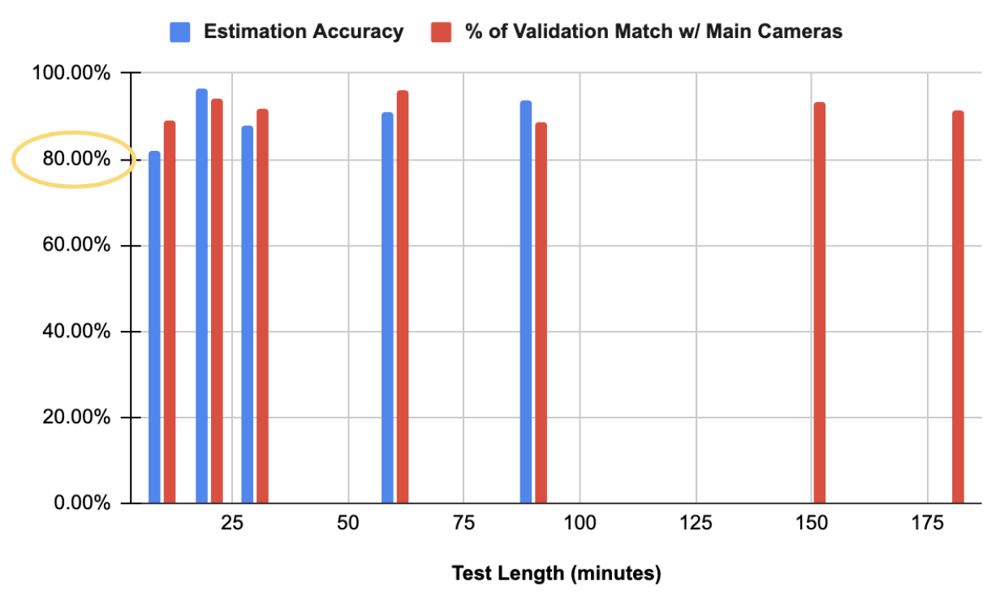 Estimation Accuracy % of Validation Match w/ Main Cameras
100.00%
80.00%
60.00%
40.00%
20.00%
0.00%
25 50 75 100 125 150 175
Test Length (minutes)